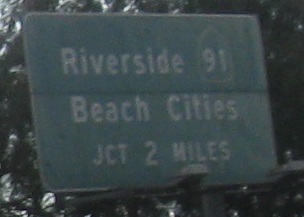 Riverside 91
Beach Cities
JCT 2 MILES